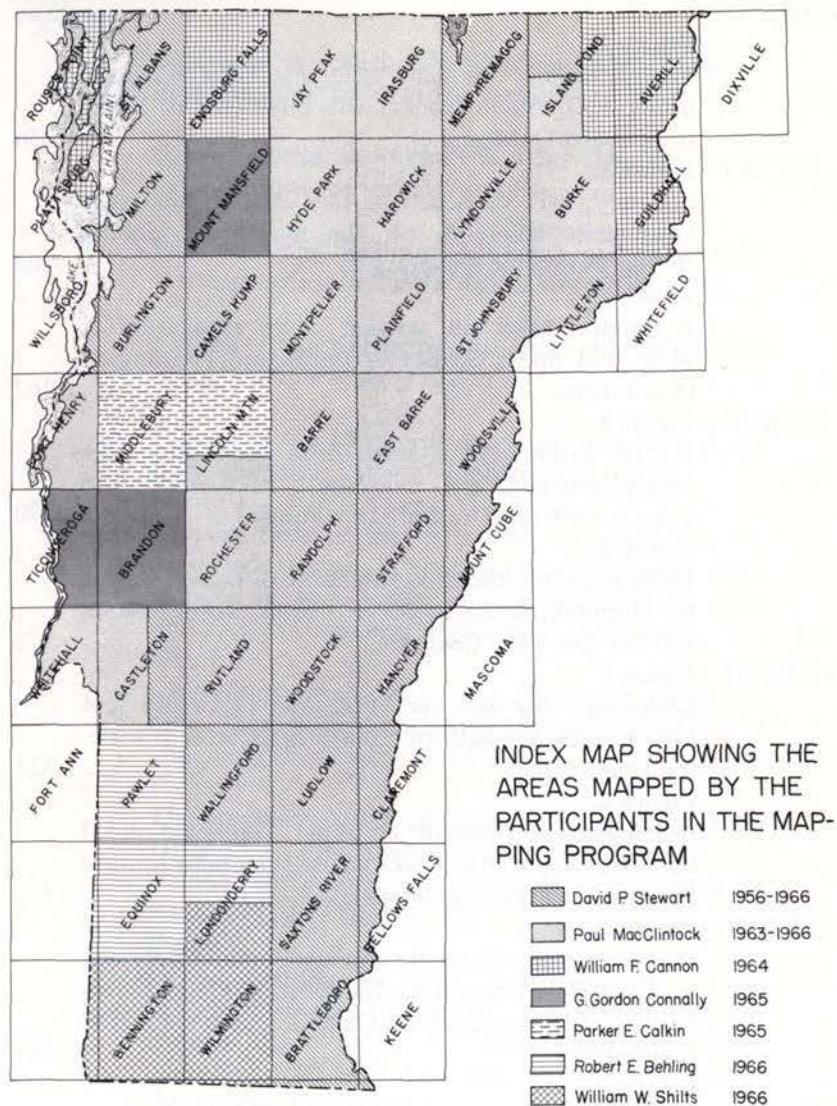 ROUSES POINT
ST. ALBANS
ENOSBURG FALLS
JAY PEAK
IRASBURG
MEMPHREMAGOG
ISLAND POND
AVERILL
DIXVILLE
PLATTSBURG
LAKE CHAMPLAIN
MILTON
MOUNT MANSFIELD
HYDE PARK
HARDWICK
LYNDONVILLE
BURKE
GUILDHALL
WILLSBORO
BURLINGTON
CAMELS HUMP
MONTPELIER
PLAINFIELD
ST JOHNSBURY
LITTLETON
WHITEFIELD
PORT HENRY
MIDDLEBURY
LINCOLN MTN.
BARRE
EAST BARRE
WOODSVILLE
TICONDEROGA
BRANDON
ROCHESTER
RANDOLPH
STRAFFORD
MOUNT CUBE
WHITEHALL
CASTLETON
RUTLAND
WOODSTOCK
HANOVER
MASCOMA
FORT ANN
PAWLET
WALLINGFORD
LUDLOW
CLAREMONT
EQUINOX
LONDONDERRY
SAXTONS RIVER
BELLOWS FALLS
BENNINGTON
WILMINGTON
BRATTLEBORO
KEENE
INDEX MAP SHOWING THE
AREAS MAPPED BY THE
PARTICIPANTS IN THE MAP-
PING PROGRAM
David P. Stewart 1956-1966
Paul MacClintock 1963-1966
William F. Cannon 1964
G. Gordon Connally 1965
Parker E. Calkin 1965
Robert E. Behling 1966
William W. Shilts 1966